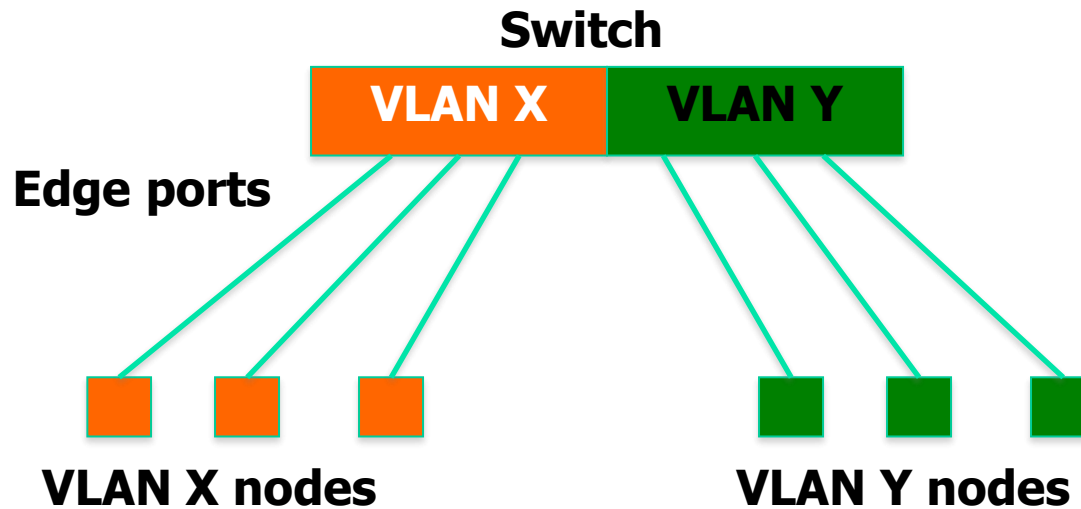 Switch
VLAN X
VLAN Y
Edge ports
VLAN X nodes
VLAN Y nodes